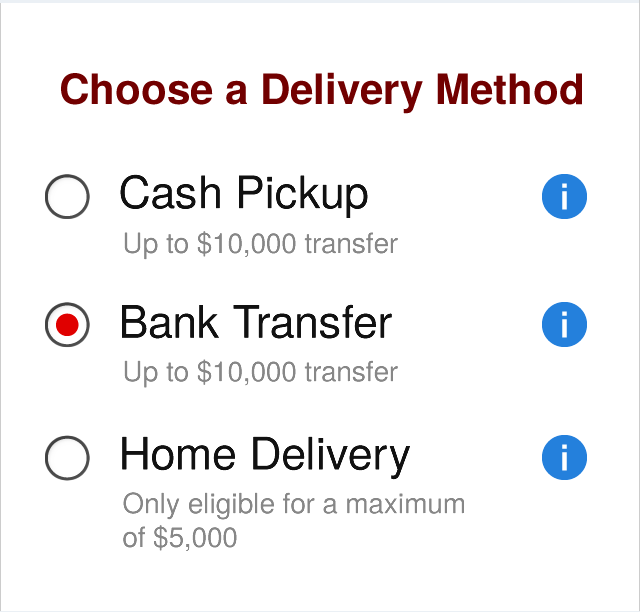 Choose a Delivery Method
Cash Pickup
i
Up to $10,000 transfer
Bank Transfer
i
Up to $10,000 transfer
Home Delivery
i
Only eligible for a maximum
of $5,000